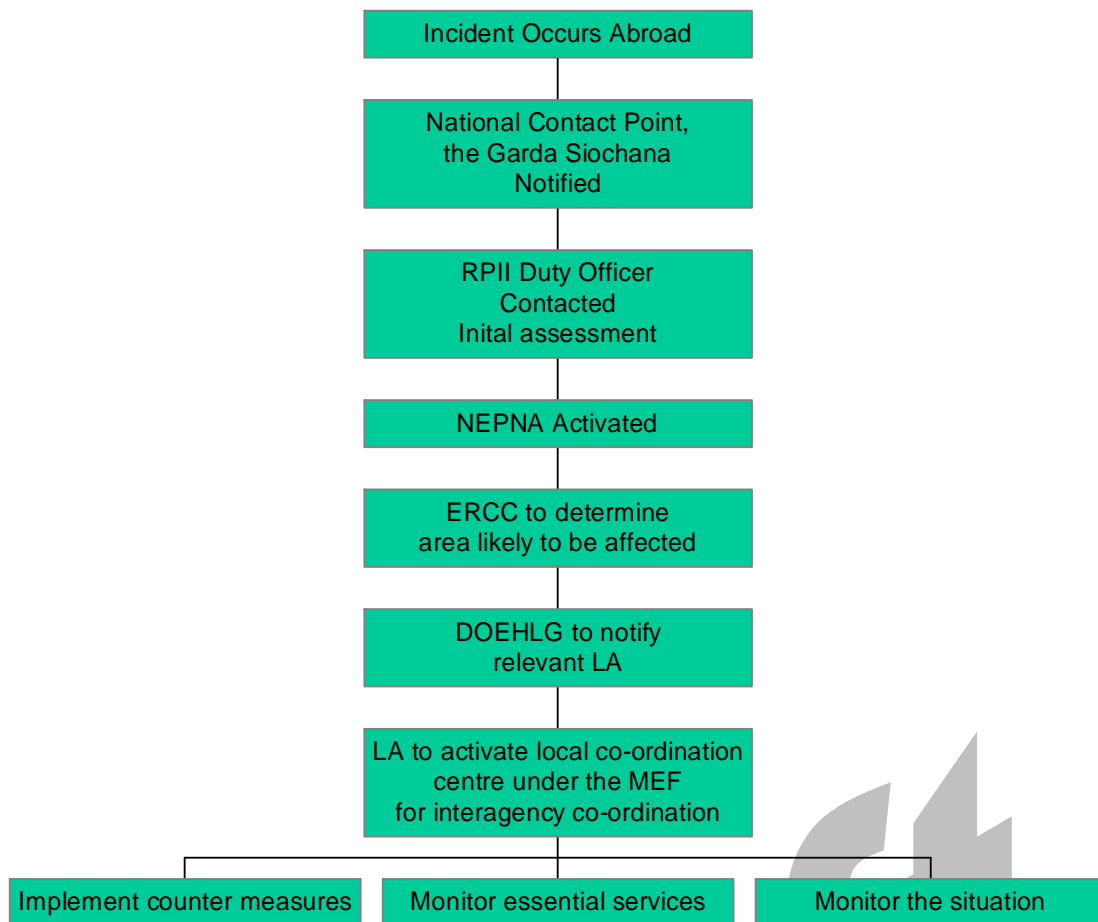 Incident Occurs Abroad
National Contact Point,
the Garda Siochana
Notified
RPII Duty Officer
Contacted
Inital assessment
NEPNA Activated
ERCC to determine
area likely to be affected
DOEHLG to notify
relevant LA
LA to activate local co-ordination
centre under the MEF
for interagency co-ordination
Implement counter measures
Monitor essential services
Monitor the situation